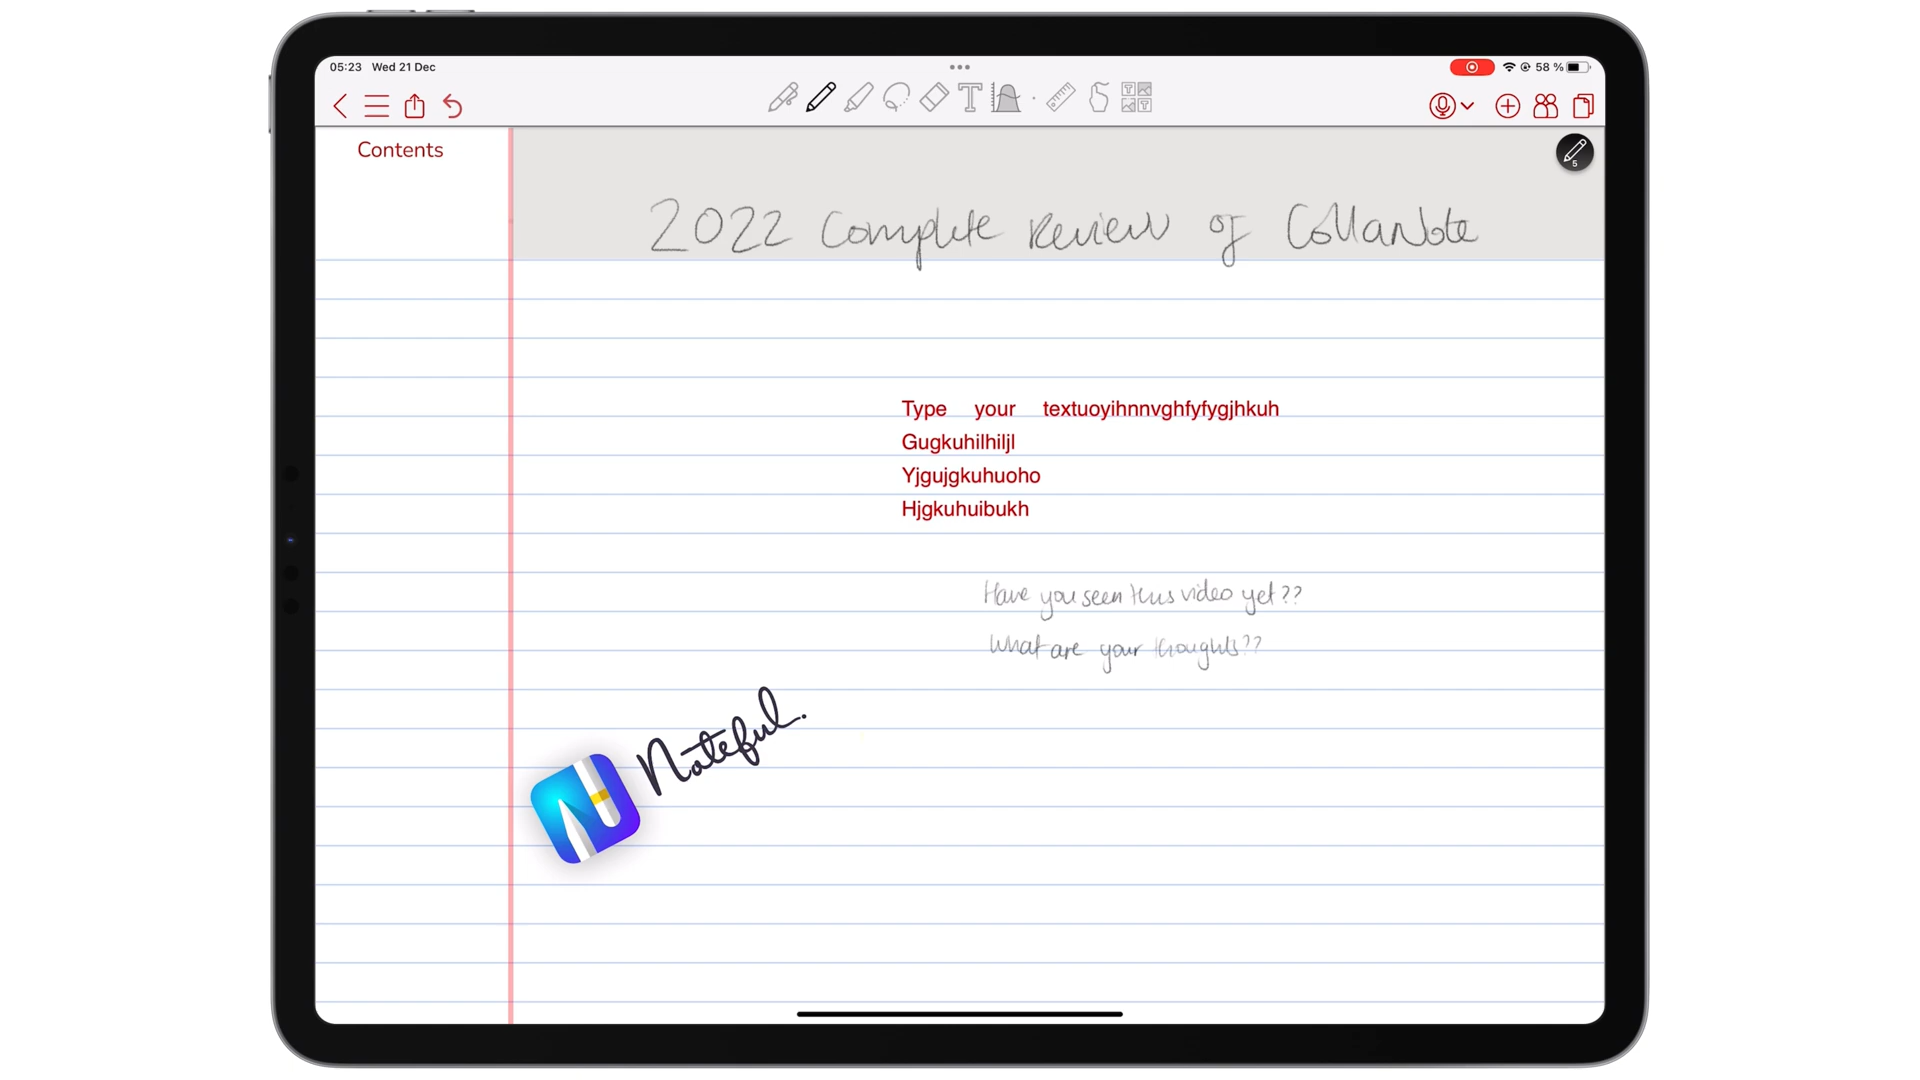 05:23 Wed 21 Dec
58 %
Contents
5
2022 Complete Review of CollaNote
Type your textuoyihnnvghfyfygjhkuh
Gugkuhilhiljl
Yjgujgkuhuoho
Hjgkuhuibukh
Have you seen this video yet??
What are your thoughts??
Noteful.